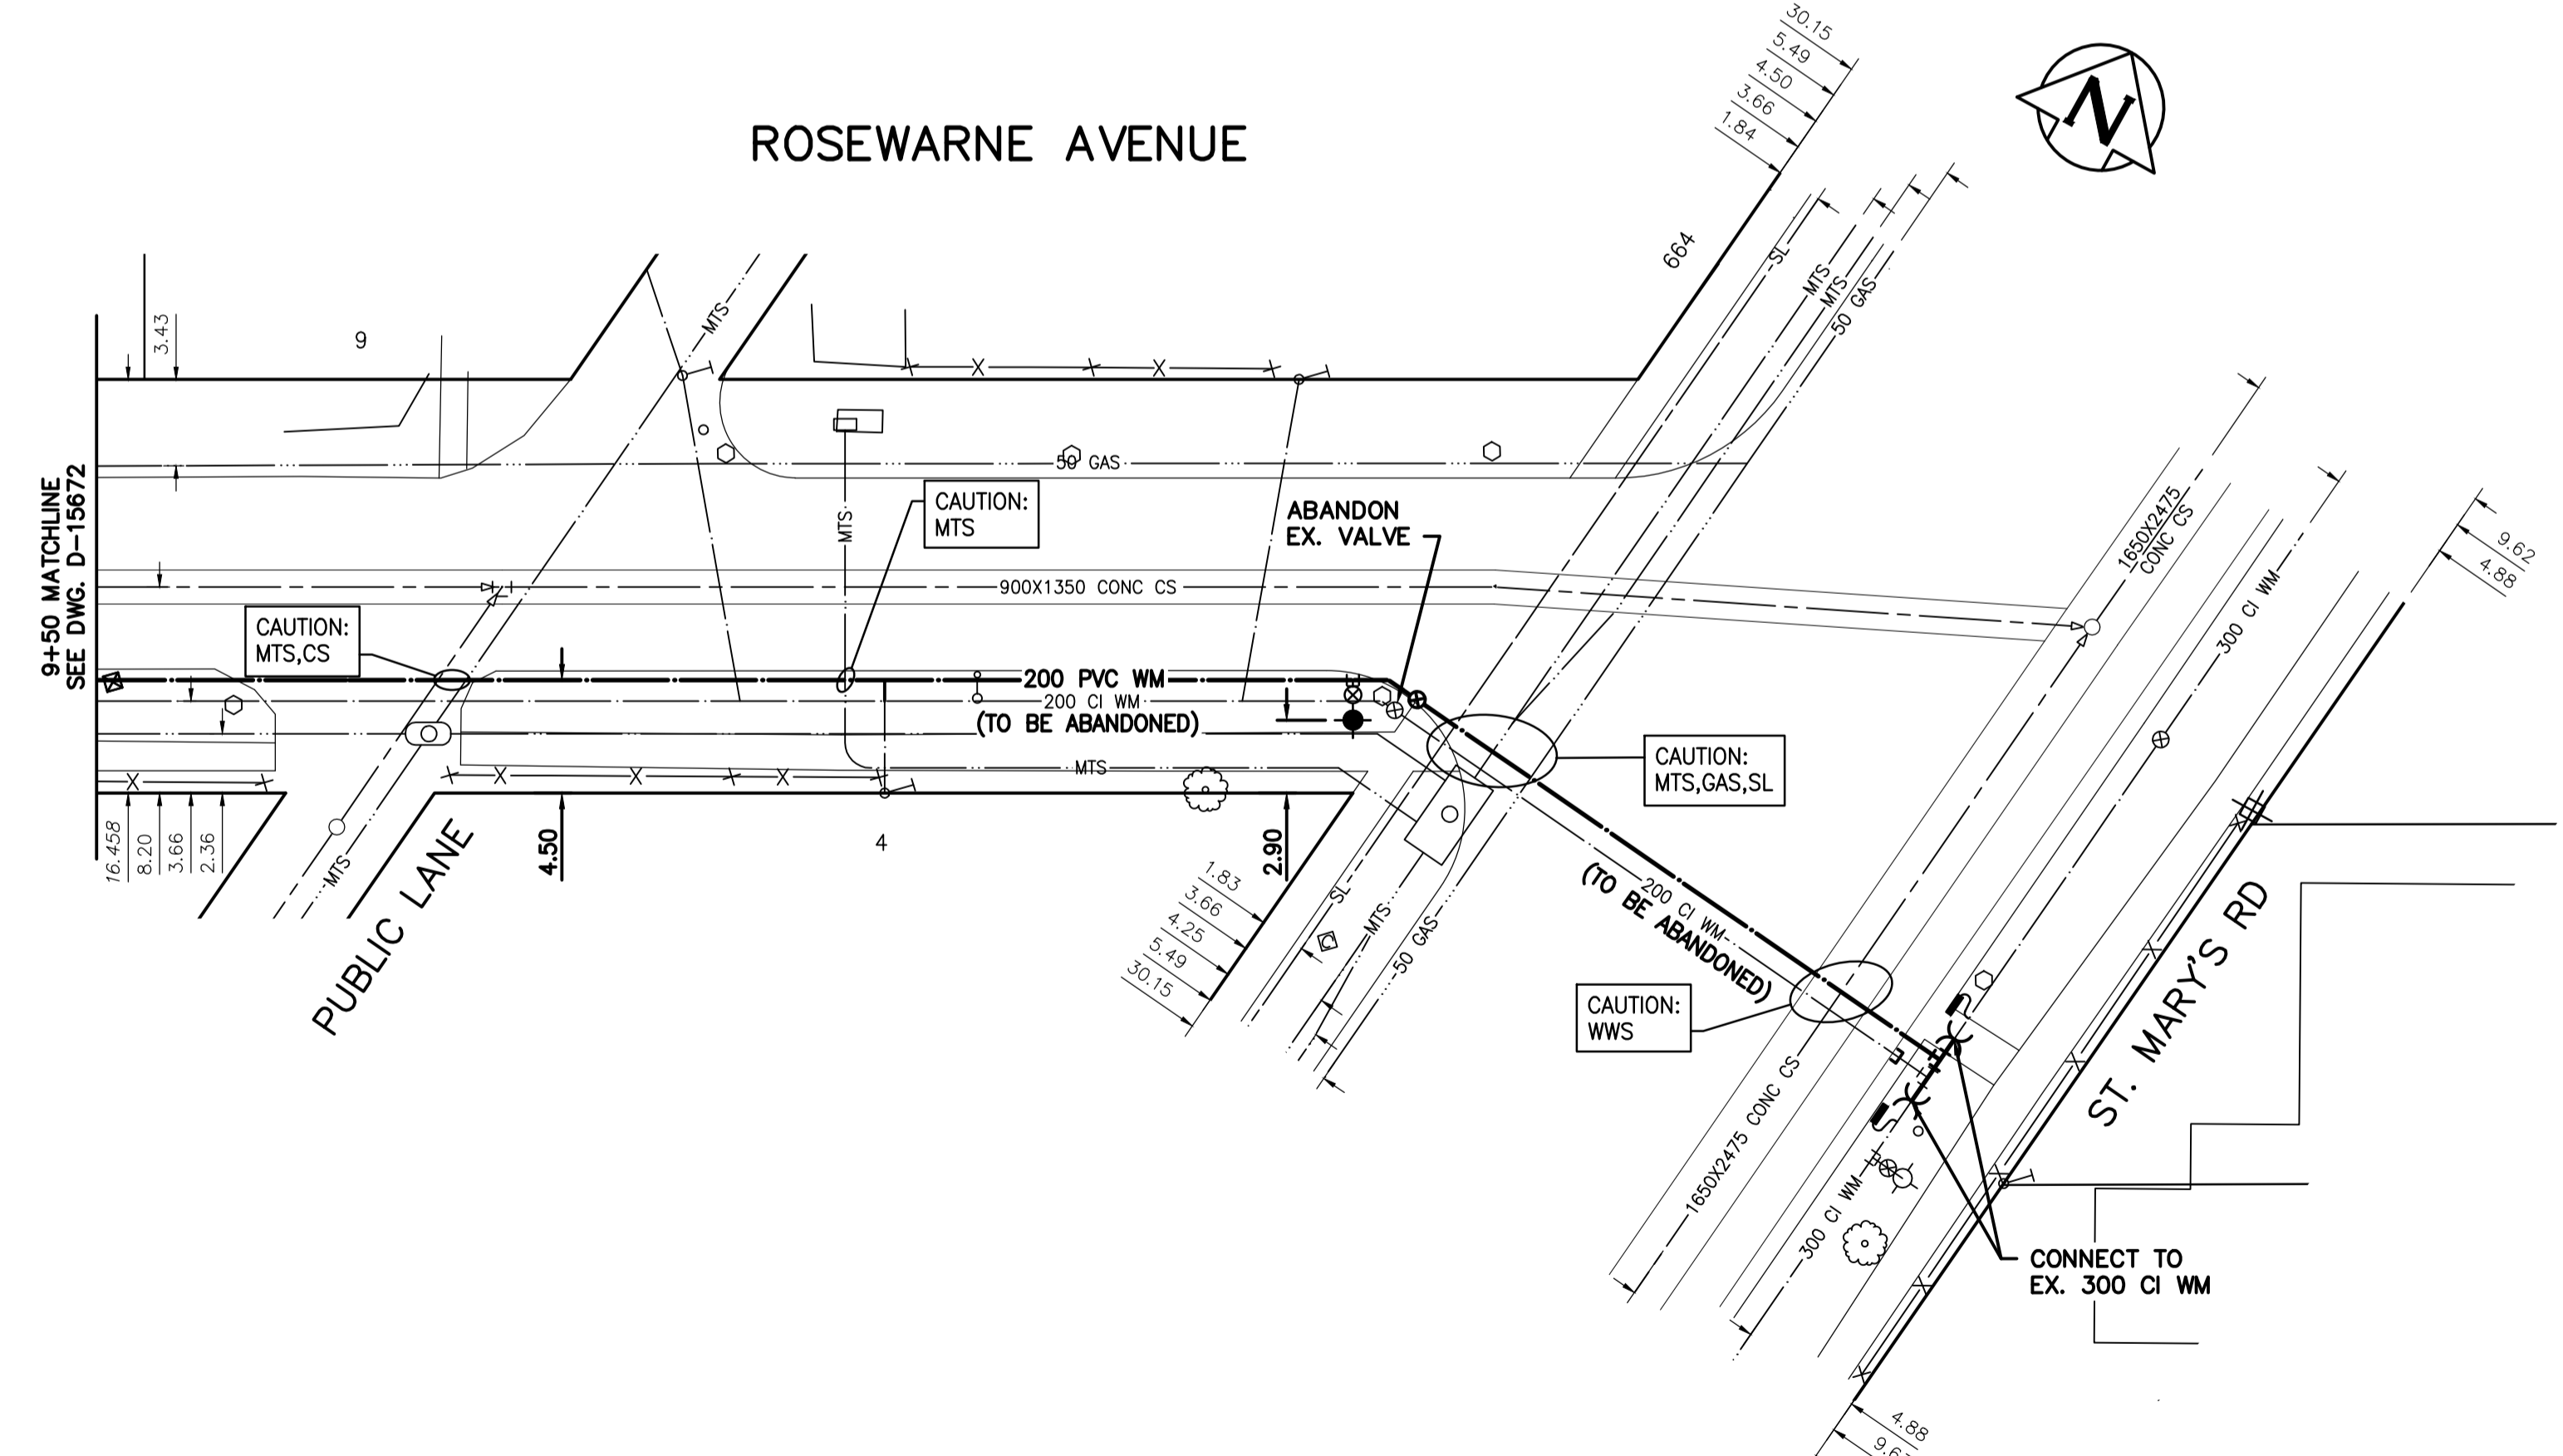 30.15
5.49
4.50
3.66
1.84
N
ROSEWARNE AVENUE
664
SL
MTS
MTS
50 GAS
MTS
3.43
9
9+50 MATCHLINE
SEE DWG. D-15672
50 GAS
CAUTION:
MTS
MTS
ABANDON
EX. VALVE
1650X2475
CONC CS
9.62
4.88
300 CI WM
900X1350 CONC CS
CAUTION:
MTS,CS
200 PVC WM
200 CI WM
(TO BE ABANDONED)
MTS
CAUTION:
MTS,GAS,SL
16.458
8.20
3.66
2.36
MTS
PUBLIC LANE
4.50
4
2.90
1.83
3.66
4.25
5.49
30.15
SL
MTS
50 GAS
C
200 CI WM
(TO BE ABANDONED)
CAUTION:
WWS
ST. MARY'S RD
1650X2475 CONC CS
300 CI WM
CONNECT TO
EX. 300 CI WM
4.88